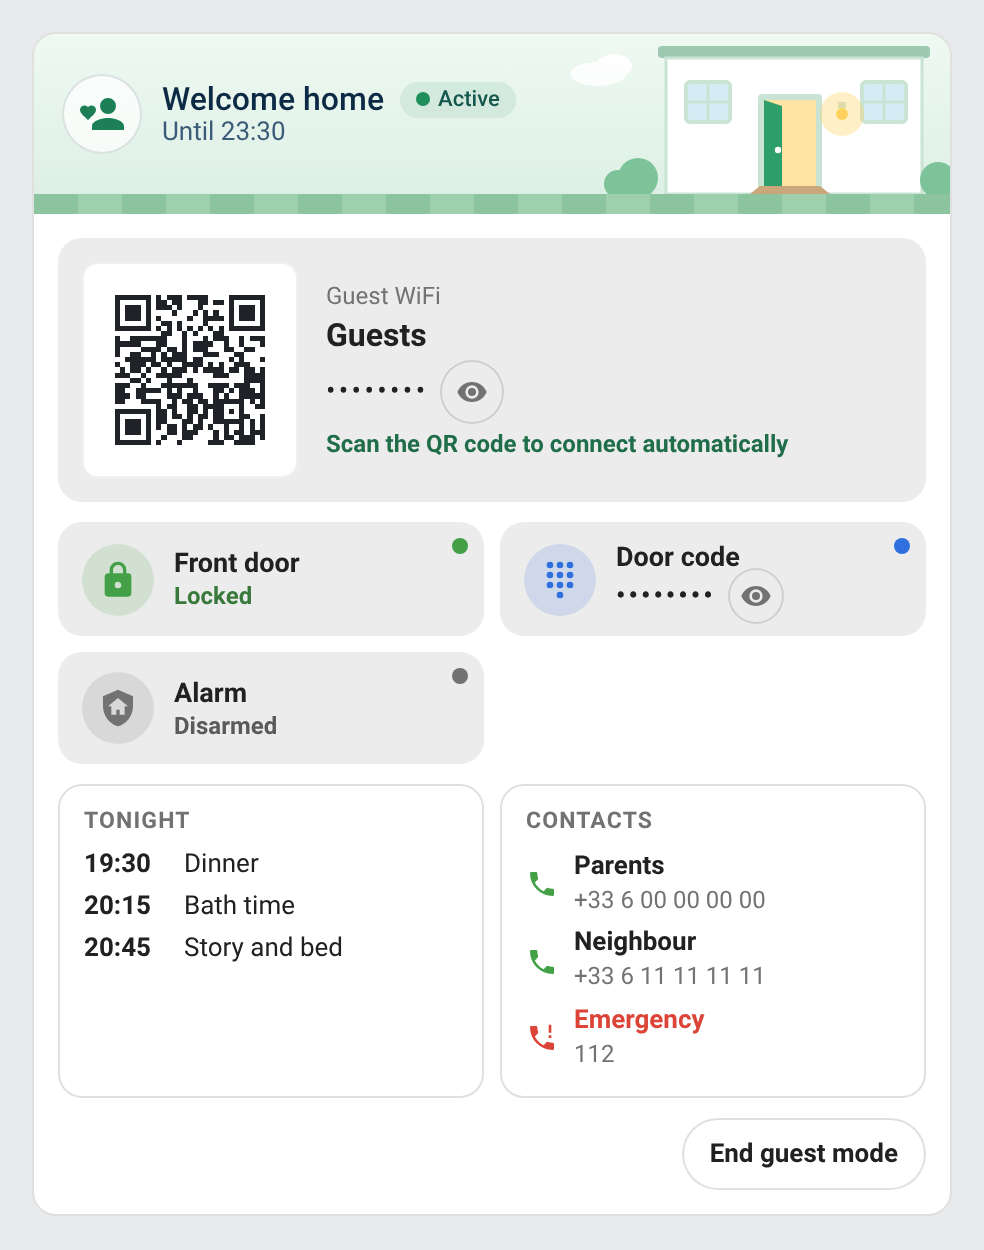 Welcome home
Active
Until 23:30
Guest WiFi
Guests
••••••••
Scan the QR code to connect automatically
Front door
Locked
Door code
••••••••
Alarm
Disarmed
TONIGHT
19:30 Dinner
20:15 Bath time
20:45 Story and bed
CONTACTS
Parents
+33 6 00 00 00 00
Neighbour
+33 6 11 11 11 11
Emergency
112
End guest mode